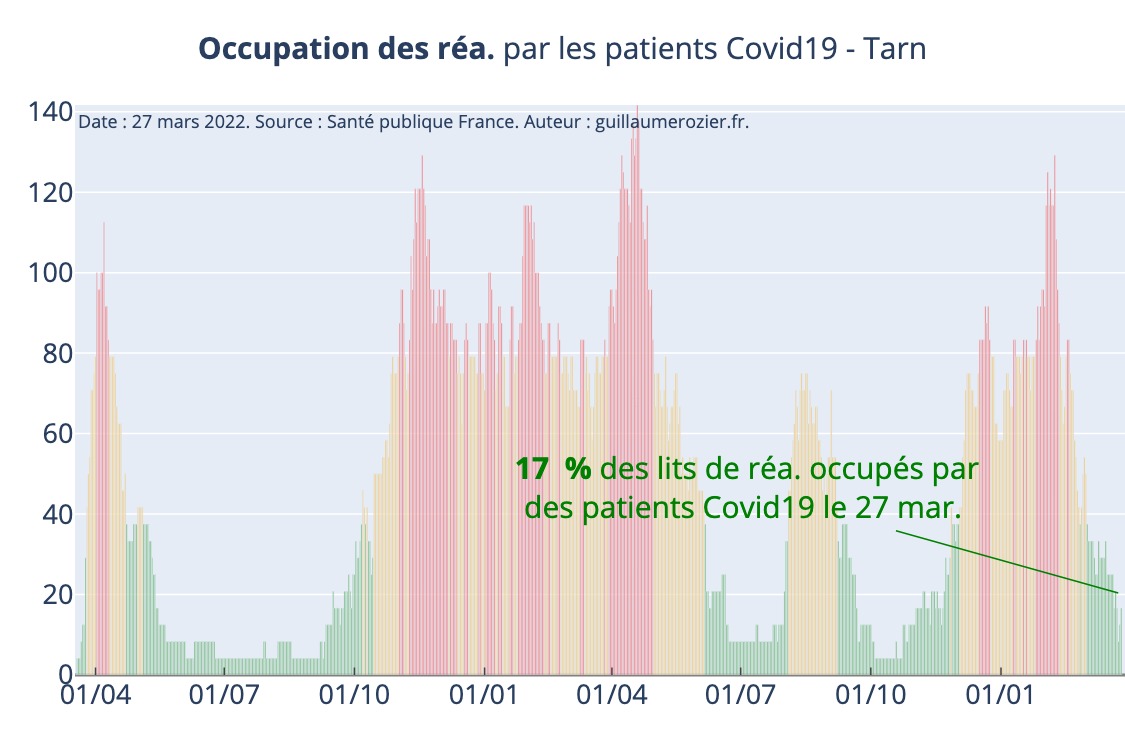 Occupation des réa. par les patients Covid19 - Tarn
140
Date : 27 mars 2022. Source : Santé publique France. Auteur : guillaumerozier.fr.
120
100
80
60
17 % des lits de réa. occupés par
des patients Covid19 le 27 mar.
40
20
0
01/04 01/07 01/10 01/01 01/04 01/07 01/10 01/01